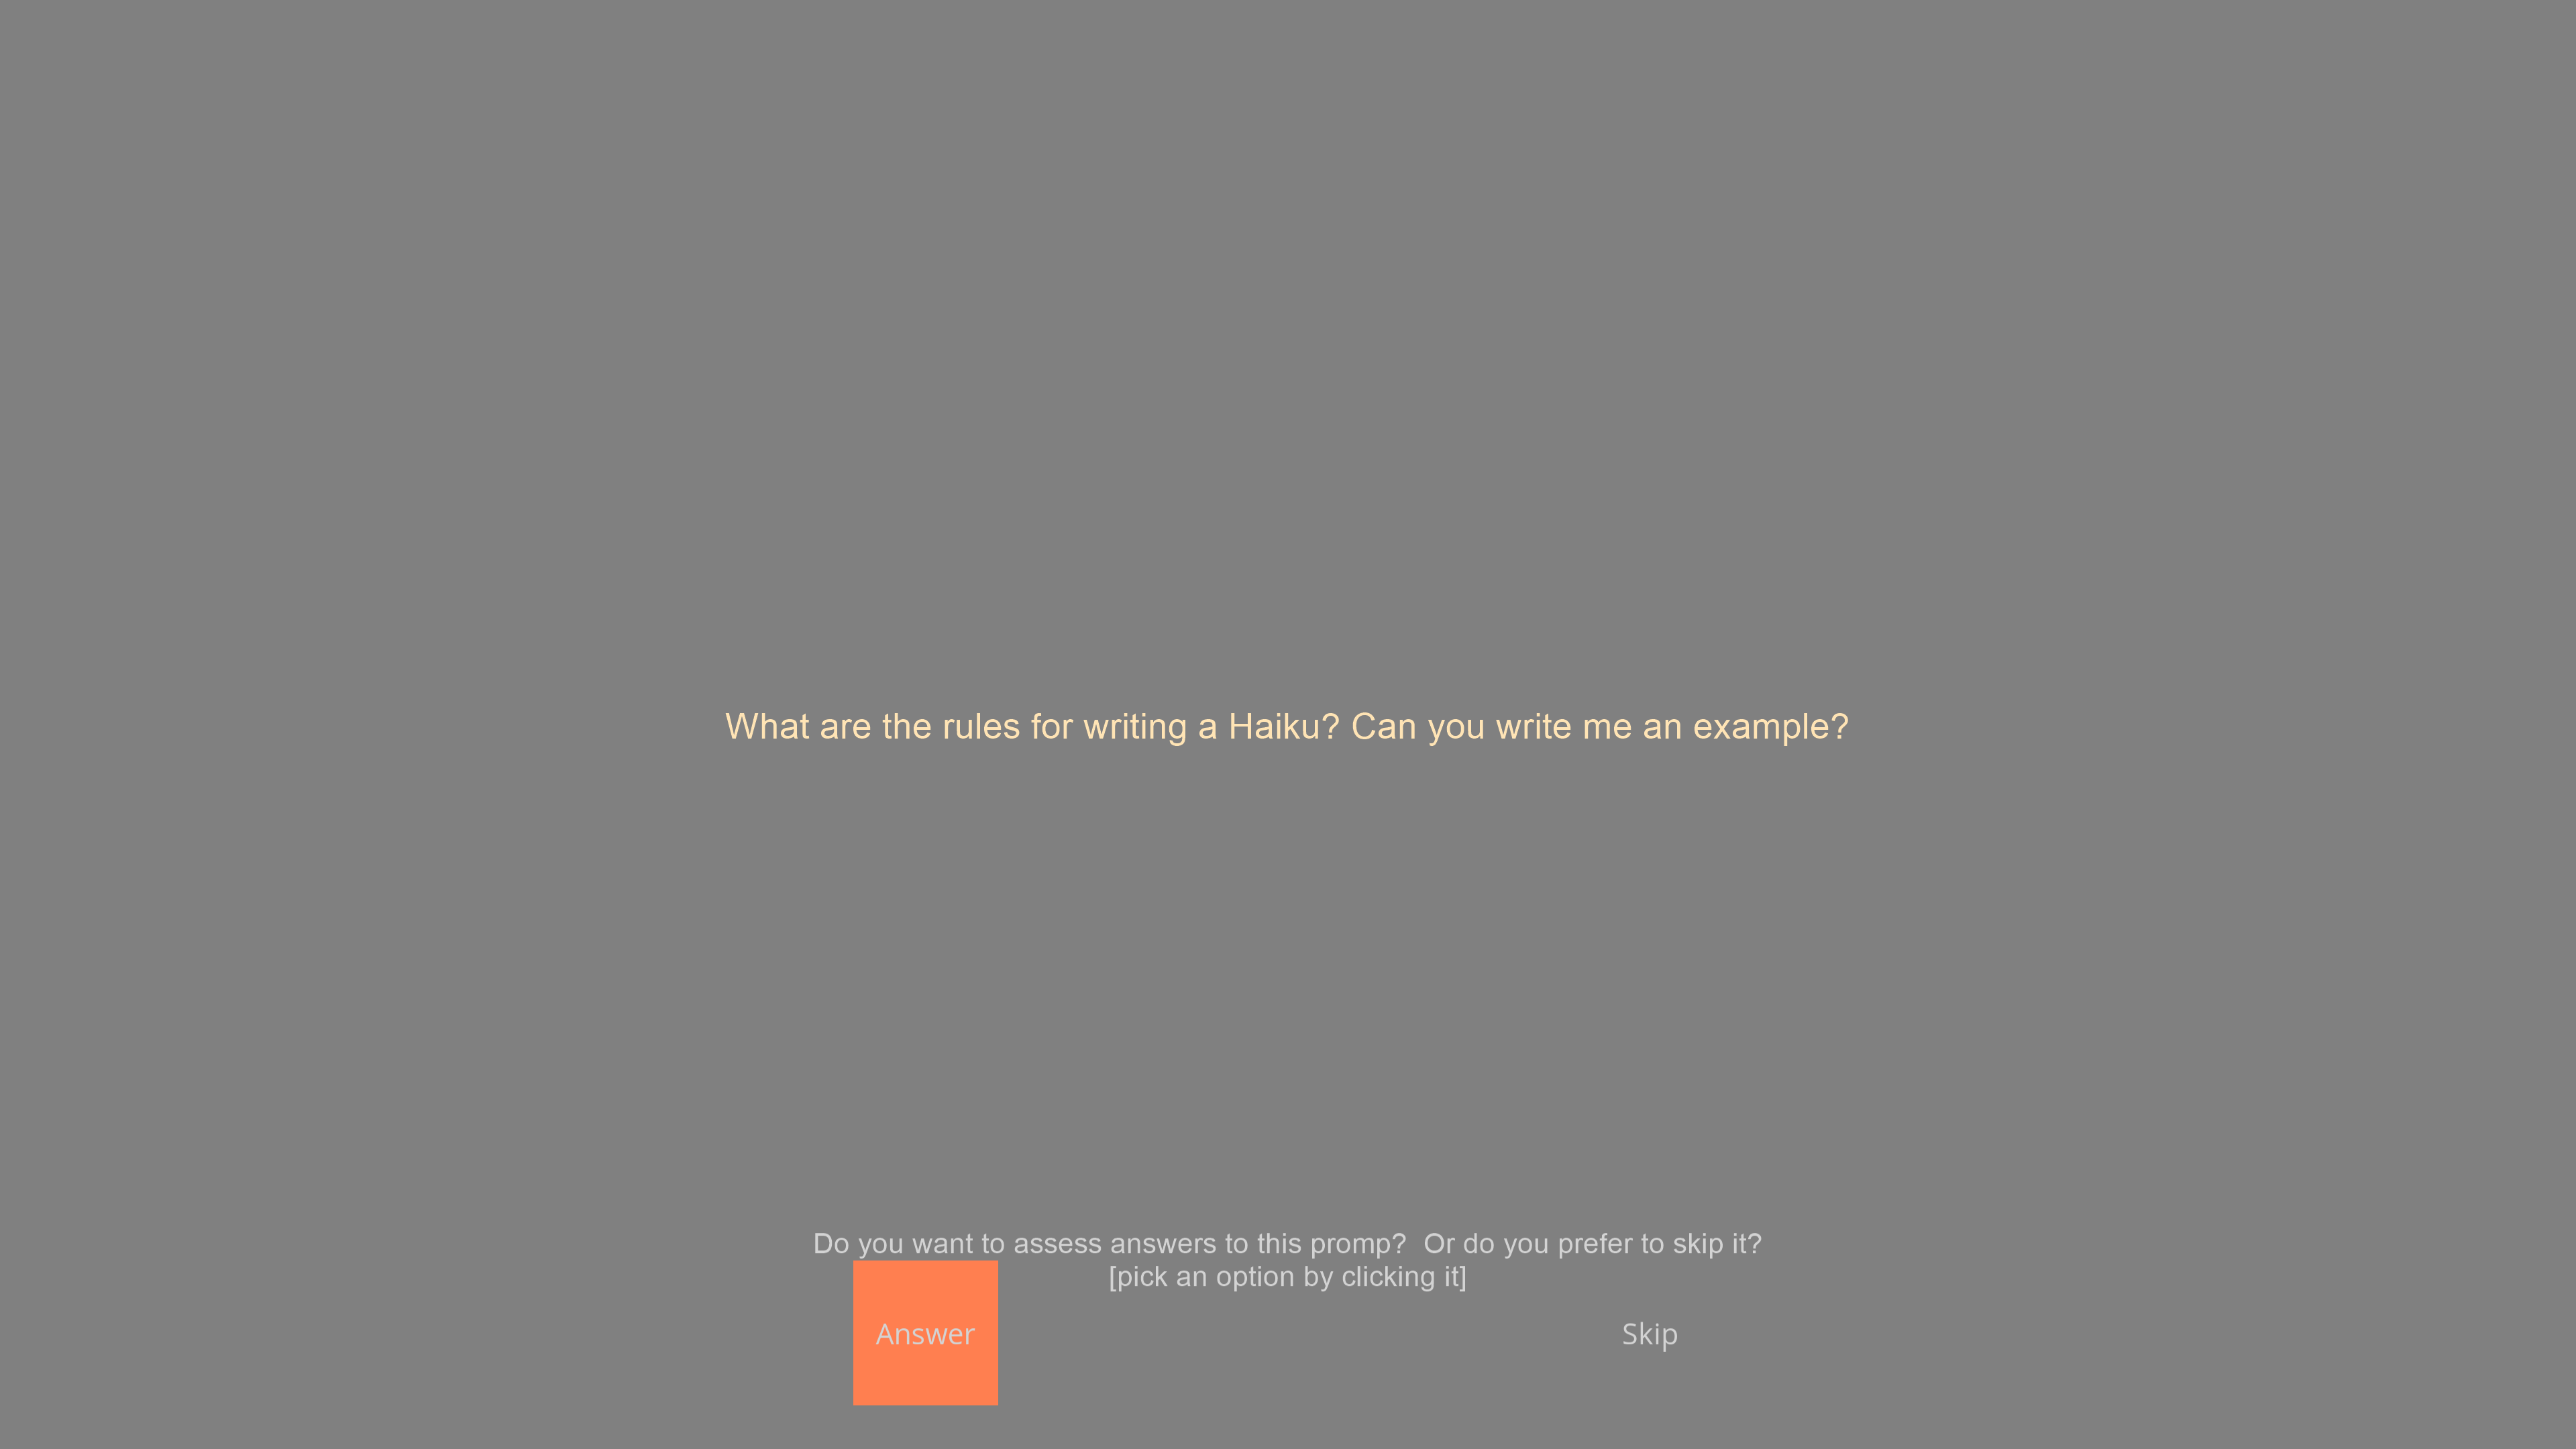 What are the rules for writing a Haiku? Can you write me an example?
Do you want to assess answers to this promp?  Or do you prefer to skip it?
[pick an option by clicking it]
Answer
Skip